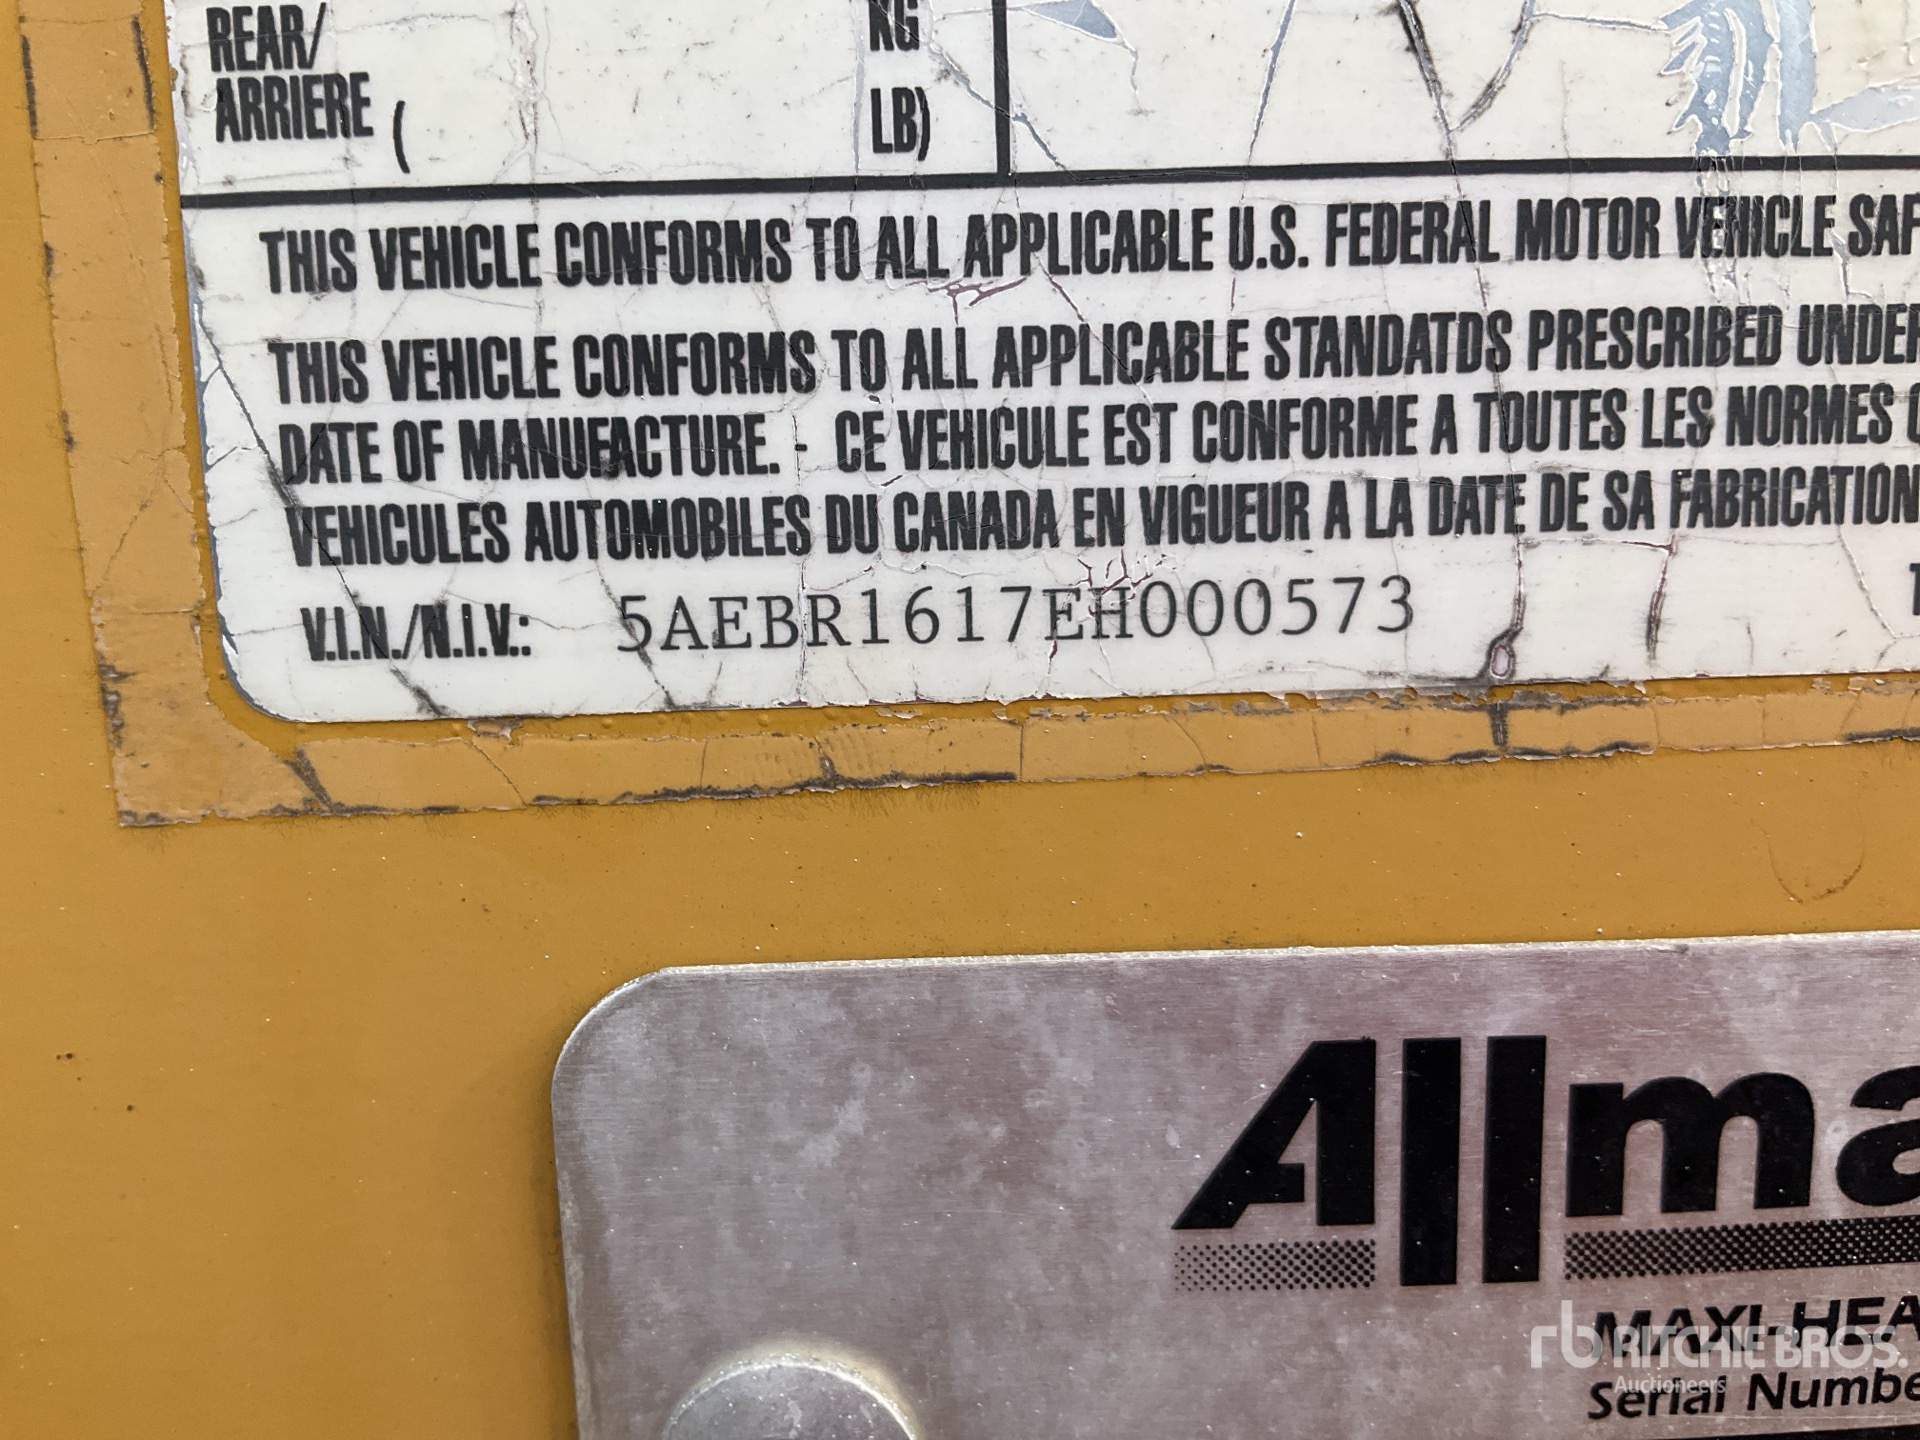 REAR/ KG
ARRIERE ( LB)
THIS VEHICLE CONFORMS TO ALL APPLICABLE U.S. FEDERAL MOTOR VEHICLE SAF
THIS VEHICLE CONFORMS TO ALL APPLICABLE STANDATDS PRESCRIBED UNDER
DATE OF MANUFACTURE. - CE VEHICULE EST CONFORME A TOUTES LES NORMES
VEHICULES AUTOMOBILES DU CANADA EN VIGUEUR A LA DATE DE SA FABRICATION
V.I.N./N.I.V.: 5AEBR1617EH000573
Allma
MAXI-HEA
Serial Numbe
rb RITCHIE BROS.
Auctioneers